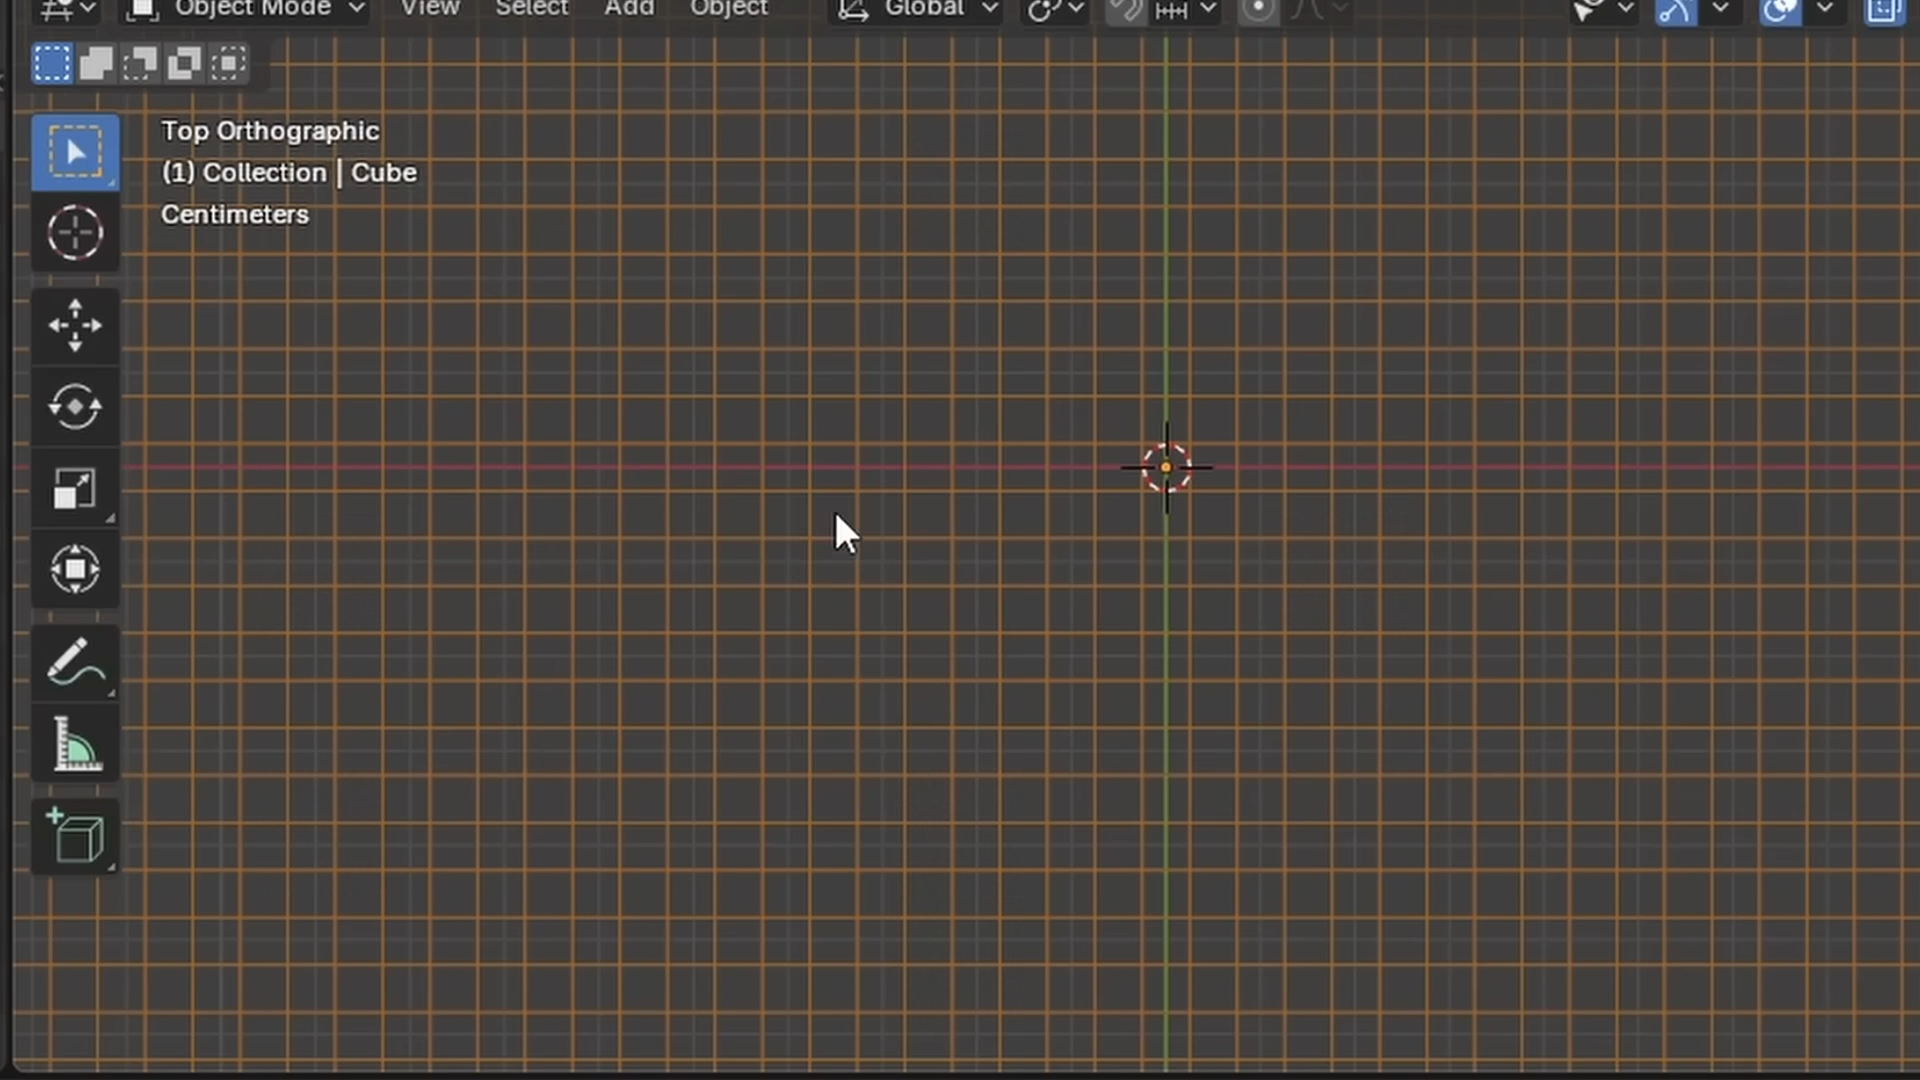 Object Mode View Select Add Object Global
Top Orthographic
(1) Collection | Cube
Centimeters